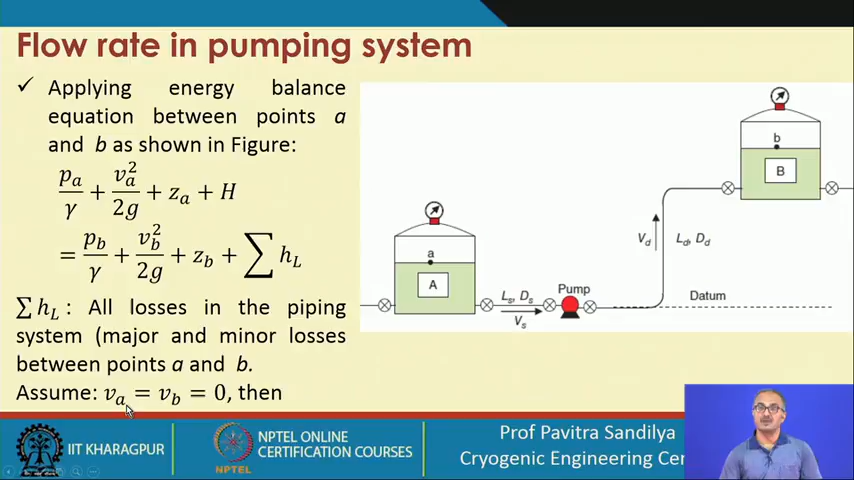 Flow rate in pumping system
✓ Applying energy balance
equation between points a
and b as shown in Figure:
p_a/γ + v_a^2/2g + z_a + H
= p_b/γ + v_b^2/2g + z_b + ∑ h_L
∑ h_L : All losses in the piping
system (major and minor losses
between points a and b.
Assume: v_a = v_b = 0, then
b
B
V_d
L_d, D_d
a
A
L_s, D_s
V_s
Pump
Datum
IIT KHARAGPUR
NPTEL
NPTEL ONLINE
CERTIFICATION COURSES
Prof Pavitra Sandilya
Cryogenic Engineering Cen